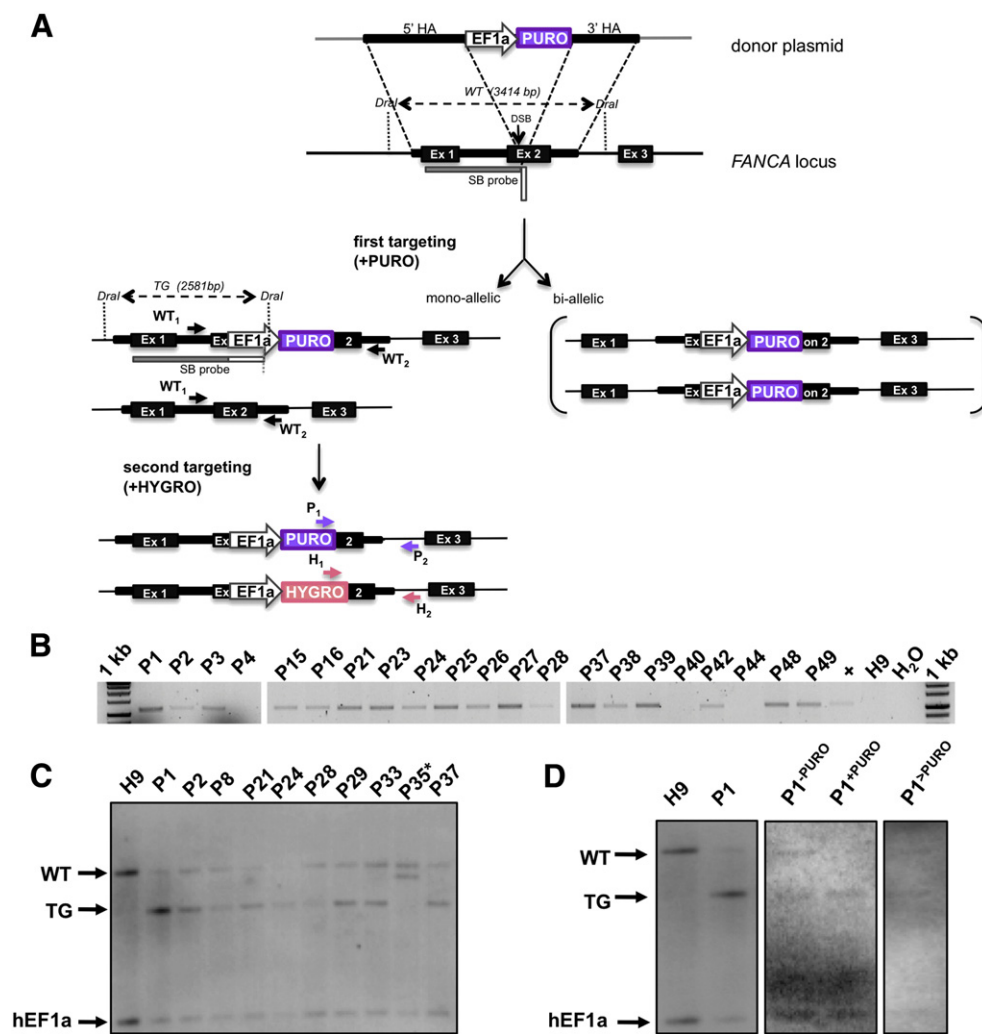 A
5' HA EF1a PURO 3' HA
donor plasmid
WT (3414 bp)
DraI DraI
DSB
Ex 1 Ex 2 Ex 3
FANCA locus
SB probe
first targeting
(+PURO)
mono-allelic bi-allelic
TG (2581bp)
DraI DraI
WT1
Ex 1 Ex EF1a PURO 2 Ex 3
SB probe WT2
WT1
Ex 1 Ex 2 Ex 3
WT2
Ex 1 Ex EF1a PURO on 2 Ex 3
Ex 1 Ex EF1a PURO on 2 Ex 3
second targeting
(+HYGRO)
P1
Ex 1 Ex EF1a PURO 2 Ex 3
P2
H1
Ex 1 Ex EF1a HYGRO 2 Ex 3
H2
B
1 kb P1 P2 P3 P4 P15 P16 P21 P23 P24 P25 P26 P27 P28 P37 P38 P39 P40 P42 P44 P48 P49 + H9 H2O 1 kb
C
H9 P1 P2 P8 P21 P24 P28 P29 P33 P35* P37
WT
TG
hEF1a
D
H9 P1 P1-PURO P1+PURO P1>PURO
WT
TG
hEF1a